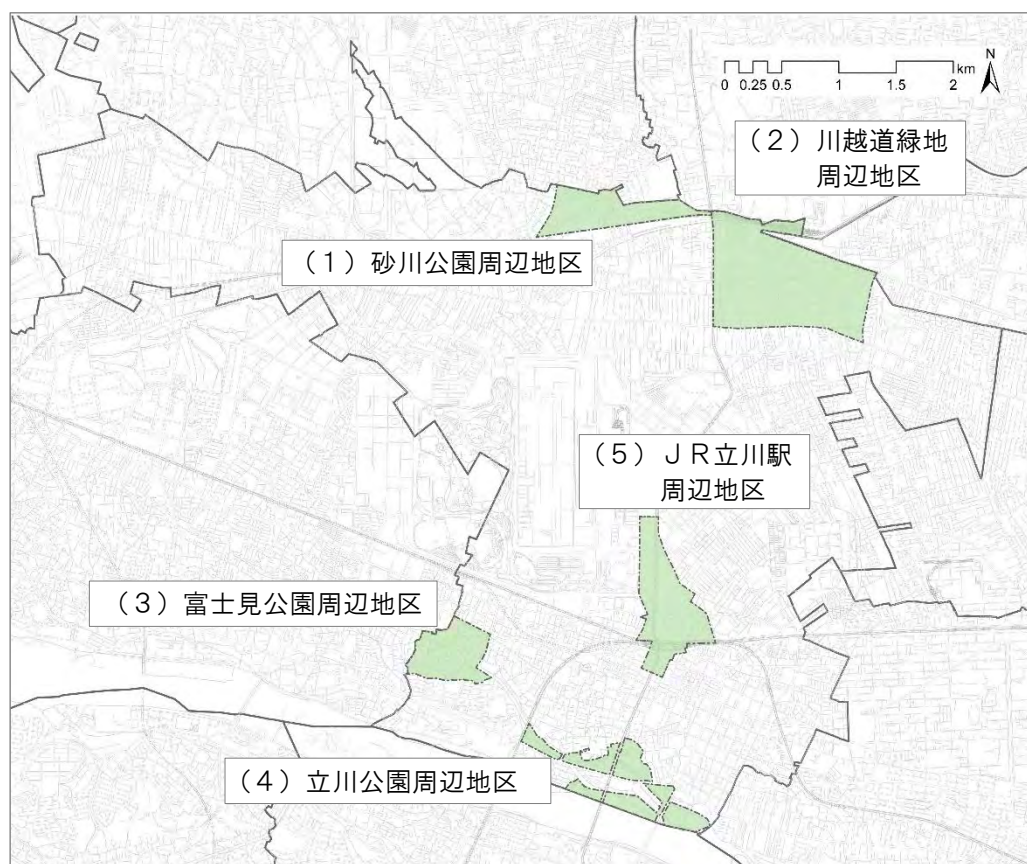 N
km
0 0.25 0.5 1 1.5 2
(2)川越道緑地
周辺地区
(1)砂川公園周辺地区
(5)JR立川駅
周辺地区
(3)富士見公園周辺地区
(4)立川公園周辺地区